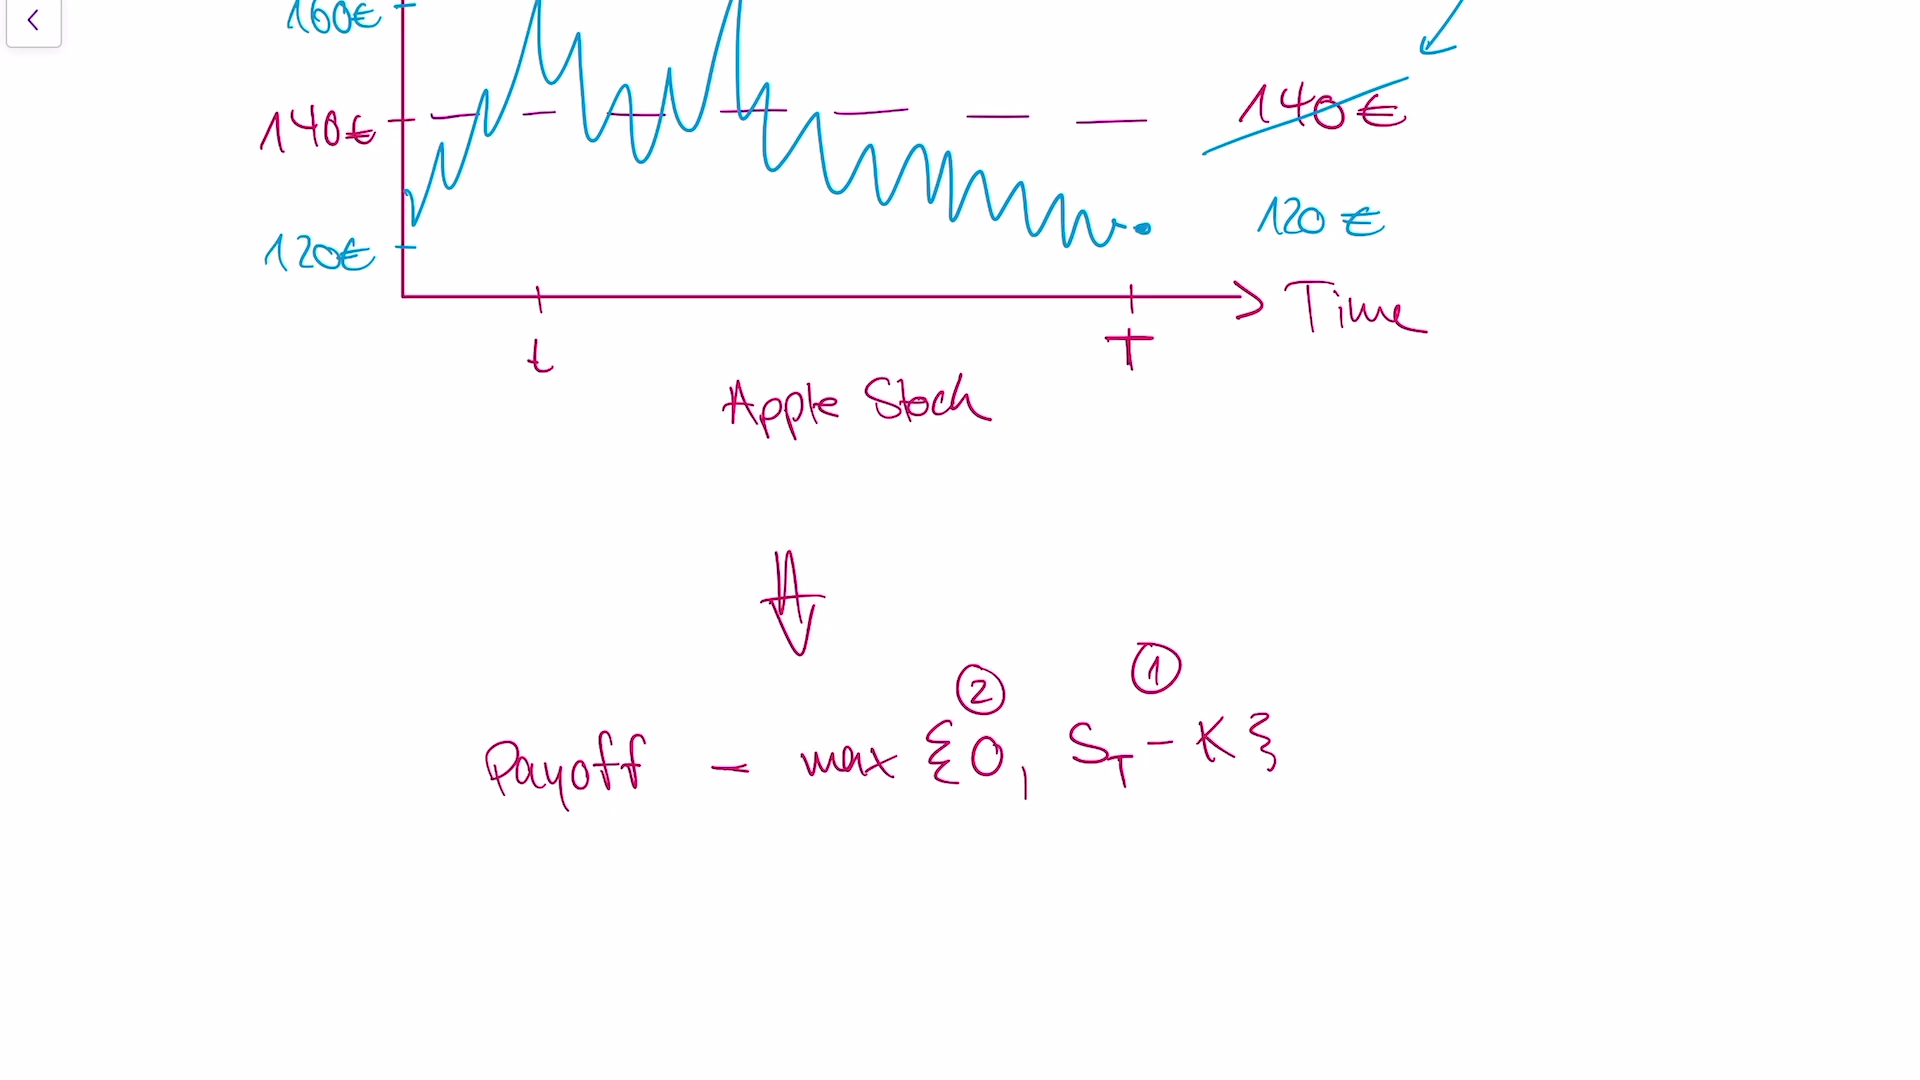 160€
140€ 140€
120€ 120€
Time
t T
Apple Stock
② ①
Payoff - max {0, S_T - K}